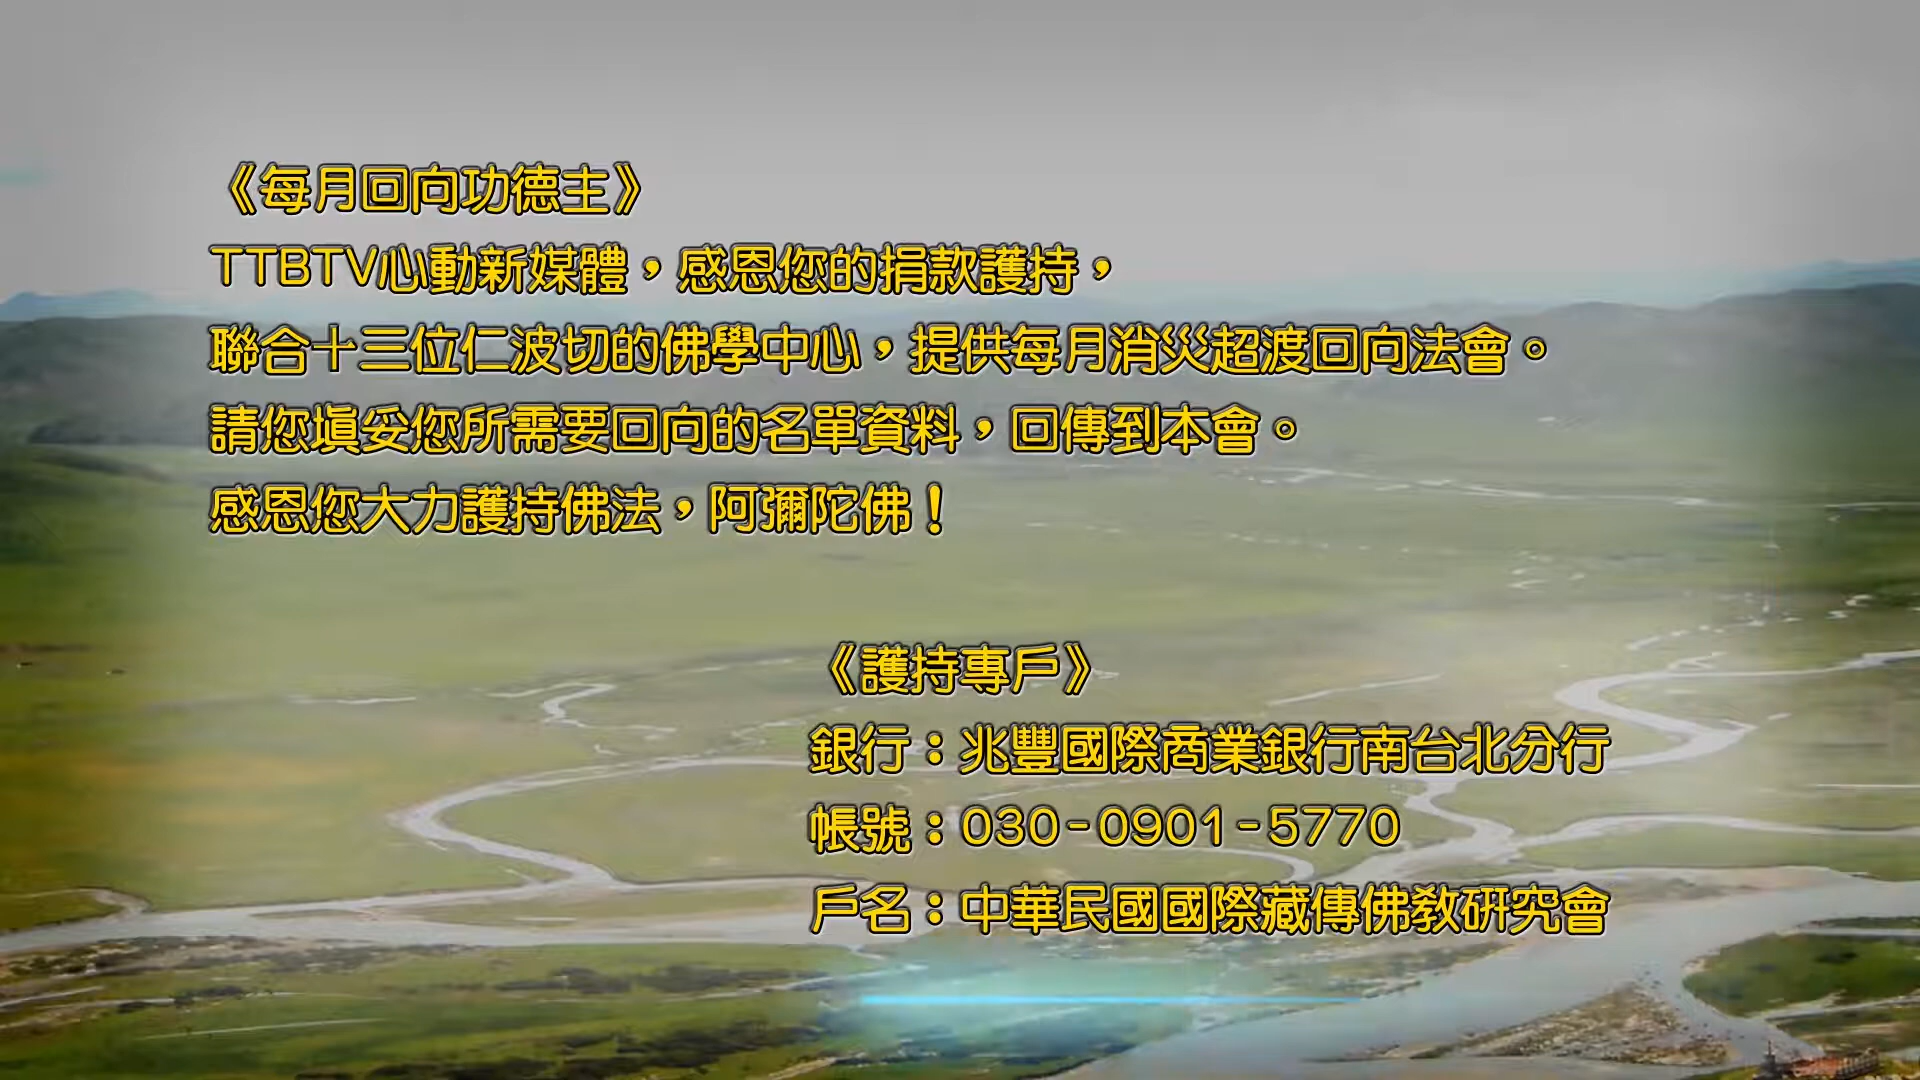 《每月回向功德主》
TTBTV心動新媒體，感恩您的捐款護持，
聯合十三位仁波切的佛學中心，提供每月消災超渡回向法會。
請您填妥您所需要回向的名單資料，回傳到本會。
感恩您大力護持佛法，阿彌陀佛！
《護持專戶》
銀行：兆豐國際商業銀行南台北分行
帳號：030-0901-5770
戶名：中華民國國際藏傳佛教研究會